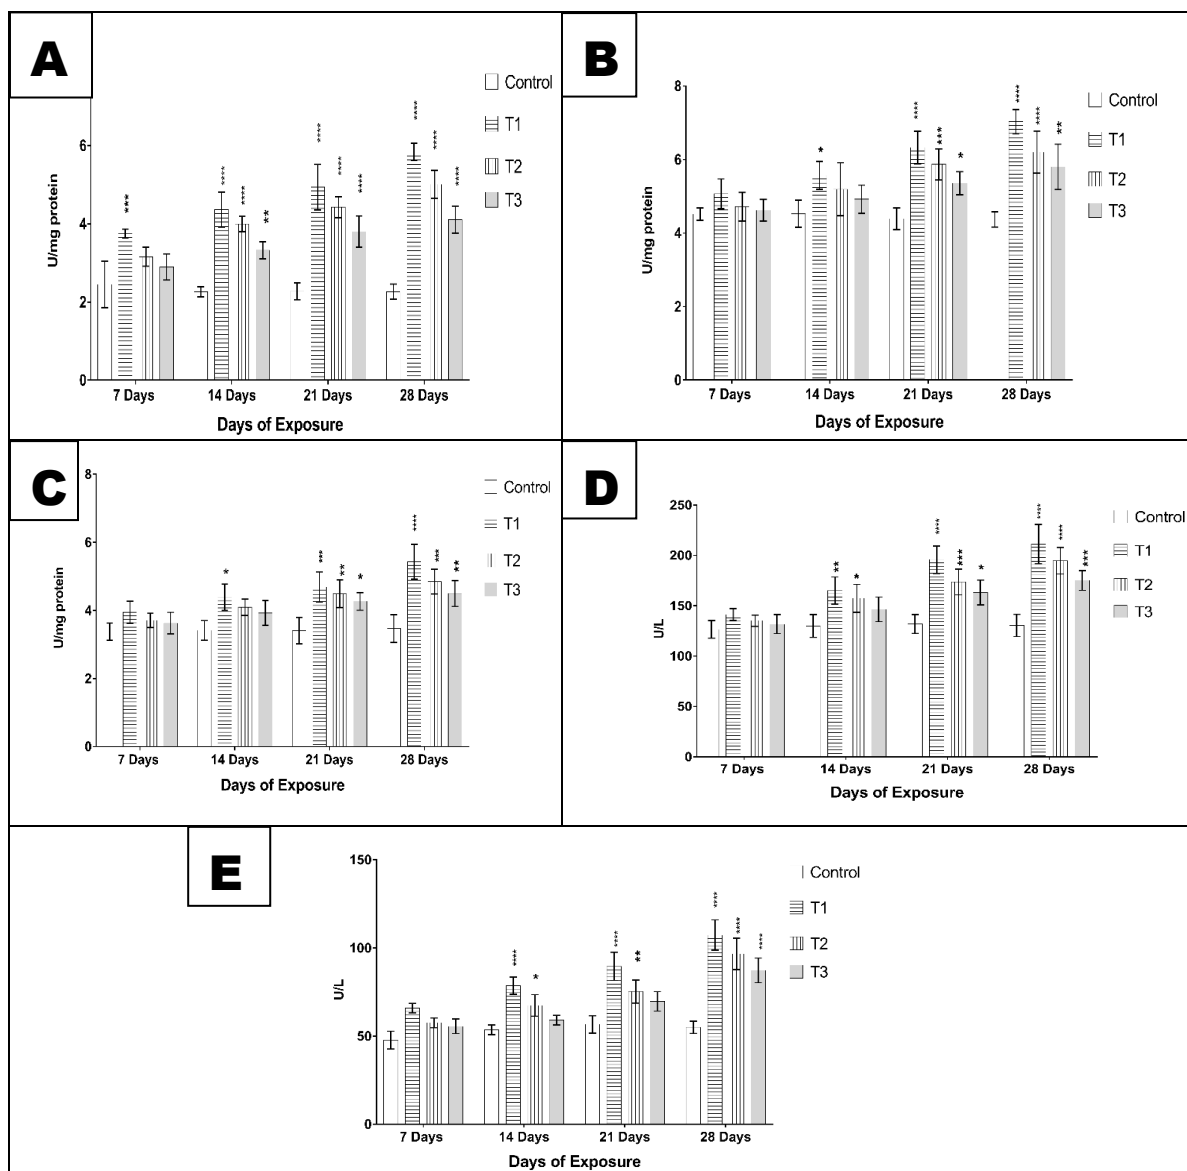 A
Control
T1
T2
T3
U/mg protein
6
4
2
0
***
****
****
**
****
****
****
****
****
****
7 Days
14 Days
21 Days
28 Days
Days of Exposure
B
Control
T1
T2
T3
U/mg protein
8
6
4
2
0
*
****
***
*
****
****
**
7 Days
14 Days
21 Days
28 Days
Days of Exposure
C
Control
T1
T2
T3
U/mg protein
8
6
4
2
0
*
***
**
*
****
***
**
7 Days
14 Days
21 Days
28 Days
Days of Exposure
D
Control
T1
T2
T3
U/L
250
200
150
100
50
0
**
*
****
***
*
****
****
***
7 Days
14 Days
21 Days
28 Days
Days of Exposure
E
Control
T1
T2
T3
U/L
150
100
50
0
****
*
****
**
****
****
****
7 Days
14 Days
21 Days
28 Days
Days of Exposure